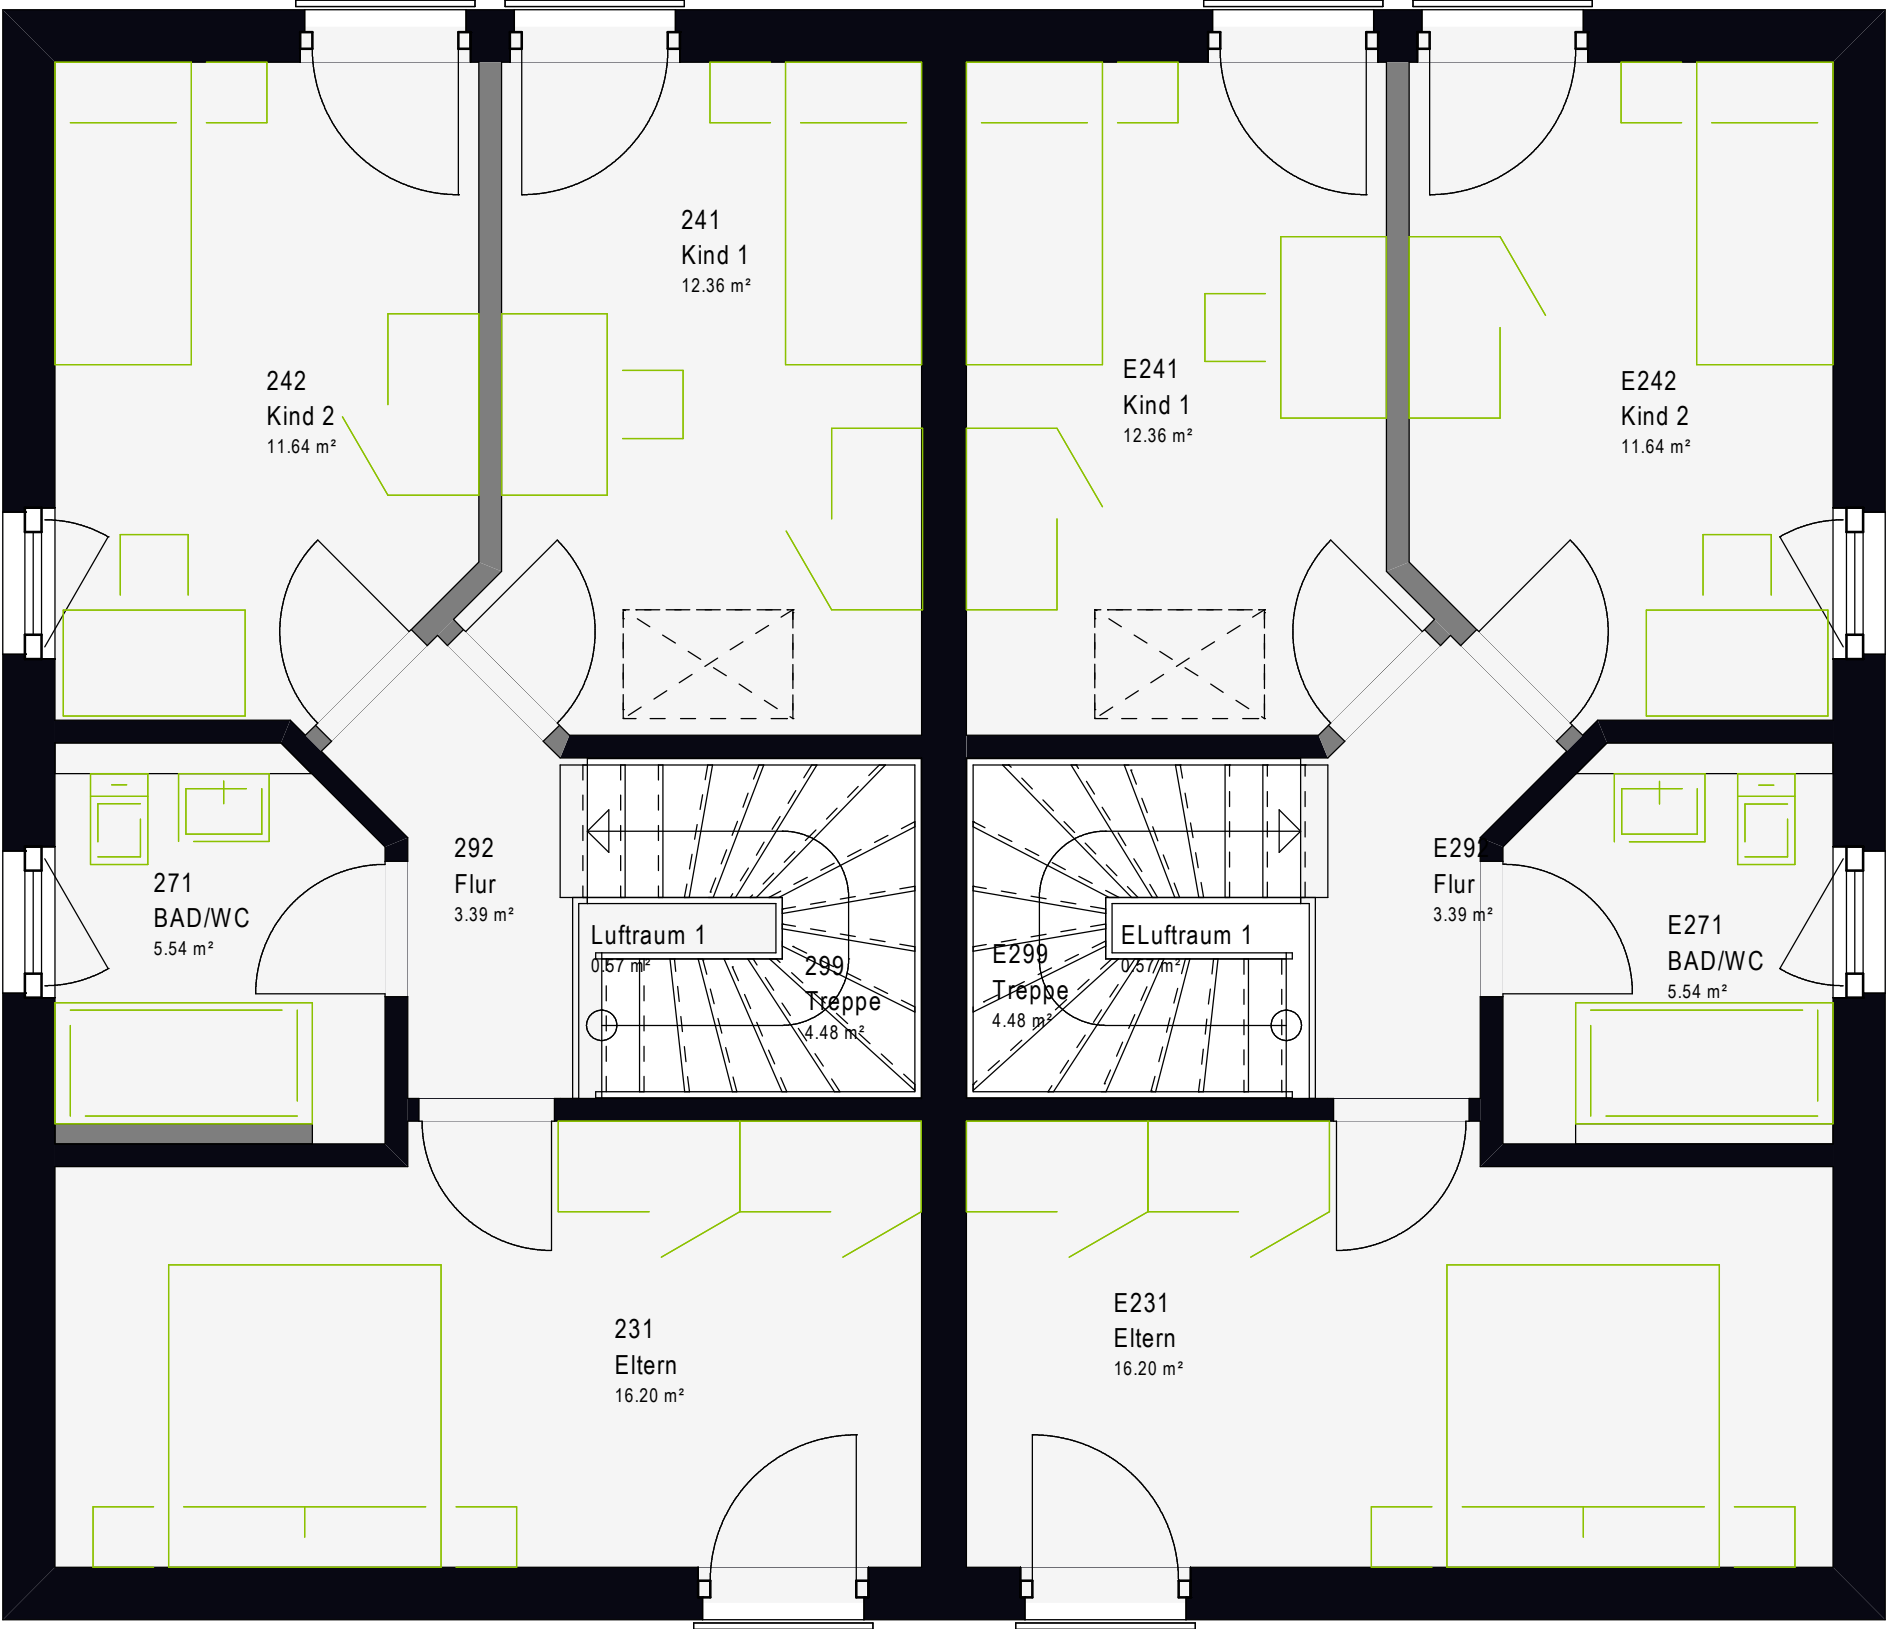 241
Kind 1
12.36 m²
242
Kind 2
11.64 m²
E241
Kind 1
12.36 m²
E242
Kind 2
11.64 m²
271
BAD/WC
5.54 m²
292
Flur
3.39 m²
Luftraum 1
0.57 m²
299
Treppe
4.48 m²
E299
Treppe
4.48 m²
ELuftraum 1
0.57 m²
E292
Flur
3.39 m²
E271
BAD/WC
5.54 m²
231
Eltern
16.20 m²
E231
Eltern
16.20 m²